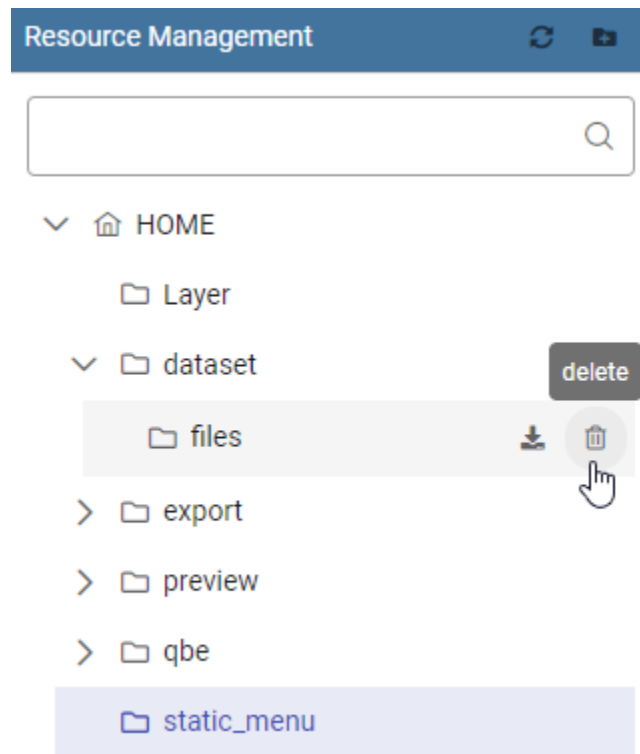 Resource Management
HOME
Layer
dataset
delete
files
export
preview
qbe
static_menu